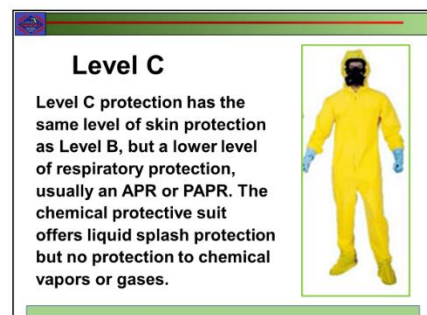 Level C
Level C protection has the
same level of skin protection
as Level B, but a lower level
of respiratory protection,
usually an APR or PAPR. The
chemical protective suit
offers liquid splash protection
but no protection to chemical
vapors or gases.